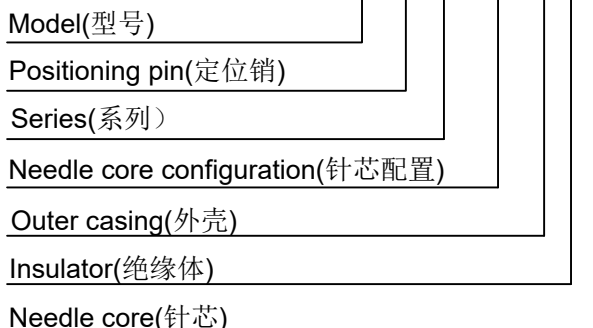 Model(型号)
Positioning pin(定位销)
Series(系列）
Needle core configuration(针芯配置)
Outer casing(外壳)
Insulator(绝缘体)
Needle core(针芯)